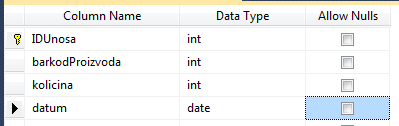 Column Name Data Type Allow Nulls
IDUnosa int
barkodProizvoda int
kolicina int
datum date